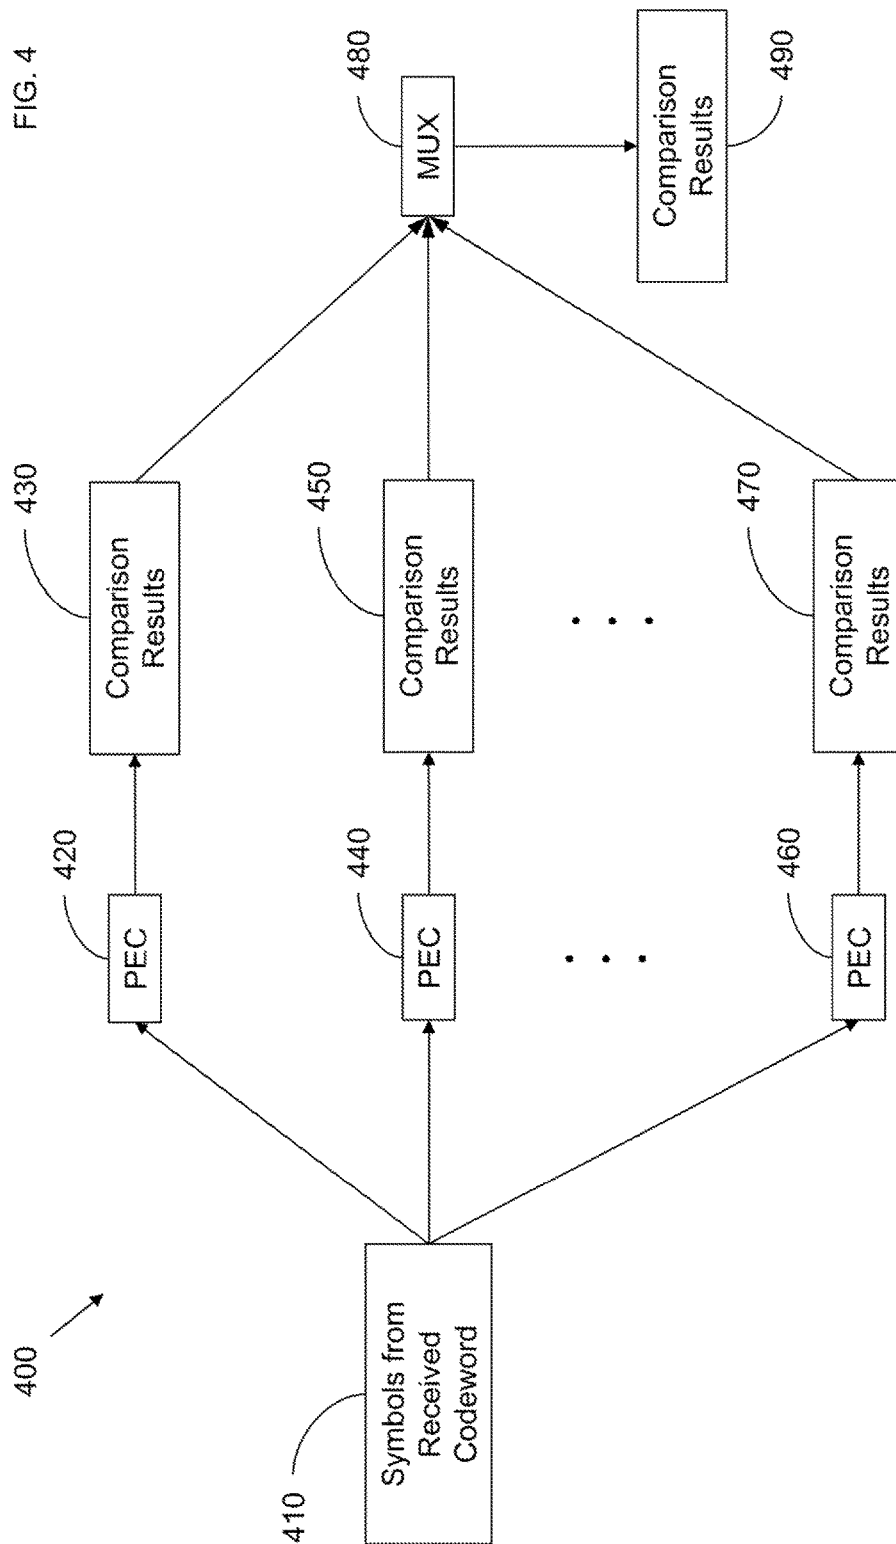 FIG. 4
400
410
Symbols from
Received
Codeword
420
PEC
430
Comparison
Results
440
PEC
450
Comparison
Results
. . .
. . .
460
PEC
470
Comparison
Results
480
MUX
490
Comparison
Results